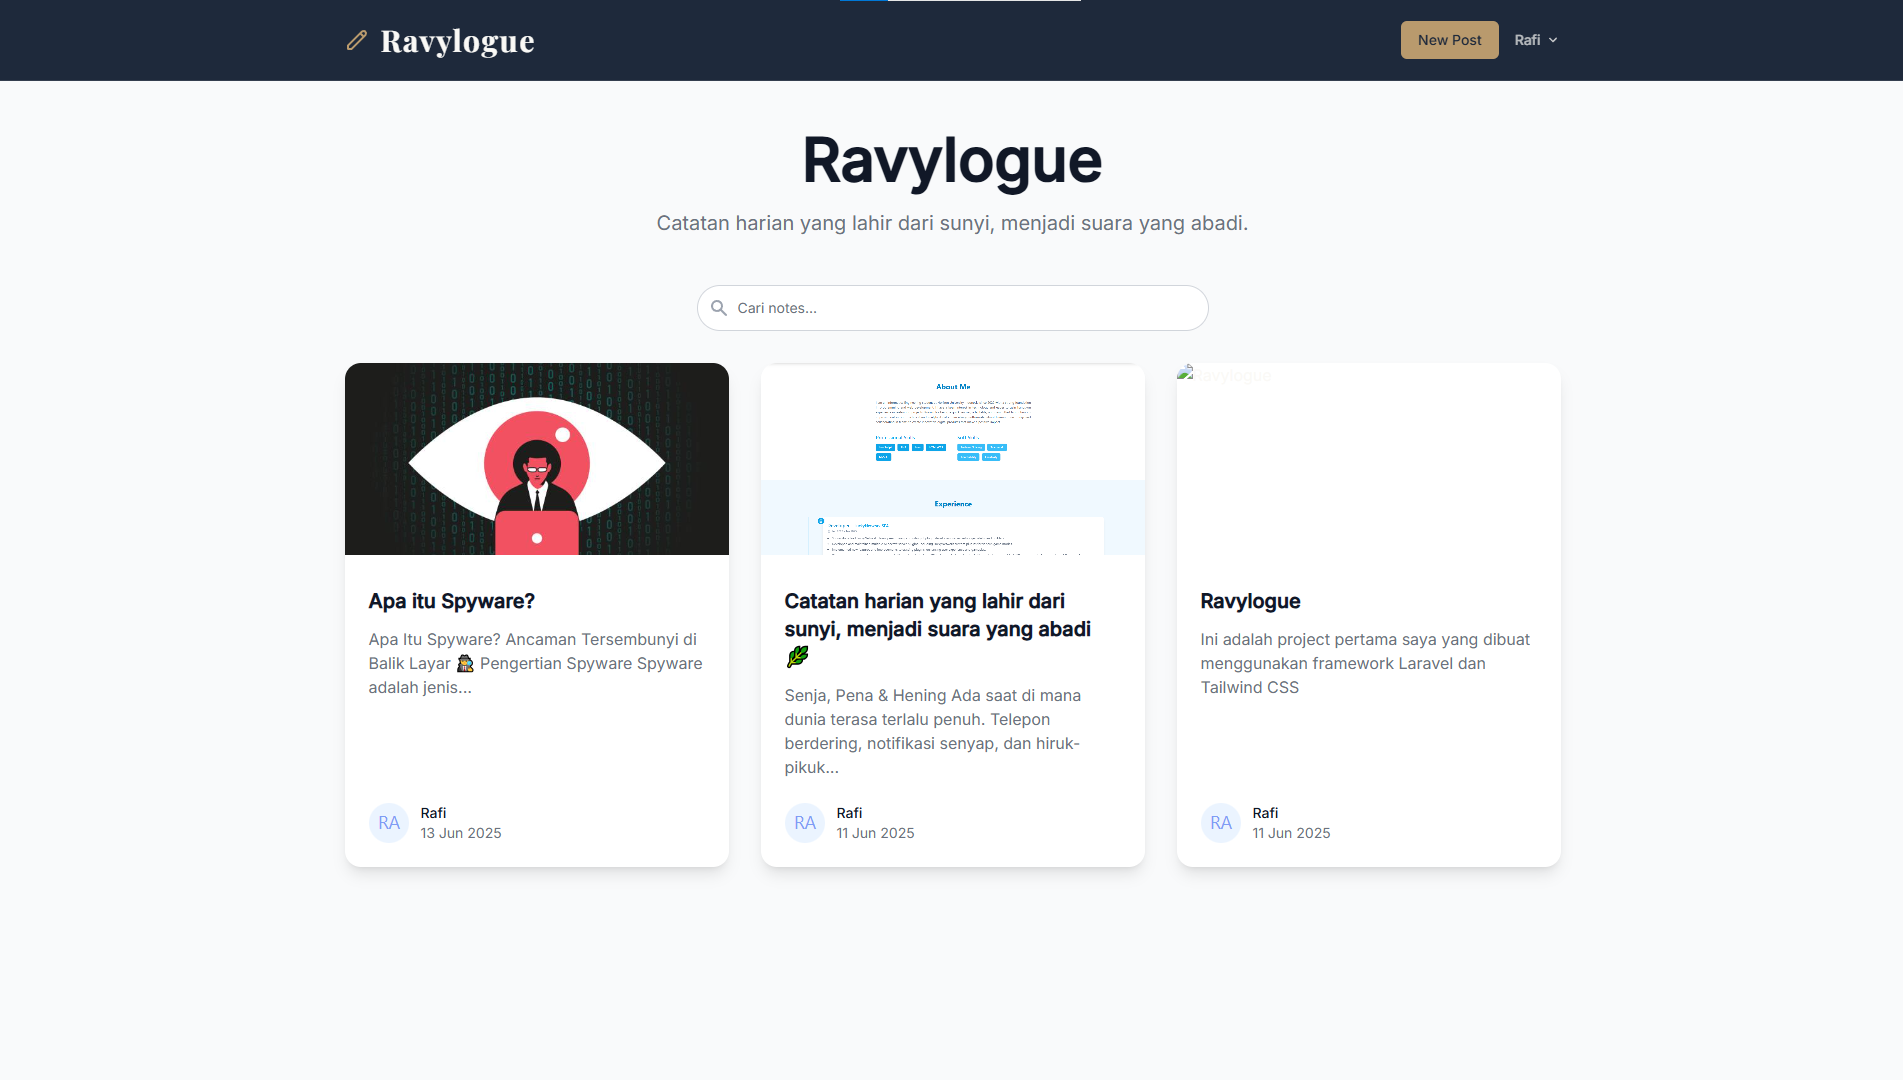 Ravylogue
New Post
Rafi
Ravylogue
Catatan harian yang lahir dari sunyi, menjadi suara yang abadi.
Cari notes...
About Me
Experience
Ravylogue
Apa itu Spyware?
Apa Itu Spyware? Ancaman Tersembunyi di
Balik Layar 🕵️ Pengertian Spyware Spyware
adalah jenis...
Rafi
RA
13 Jun 2025
Catatan harian yang lahir dari
sunyi, menjadi suara yang abadi
🌿
Senja, Pena & Hening Ada saat di mana
dunia terasa terlalu penuh. Telepon
berdering, notifikasi senyap, dan hiruk-
pikuk...
Rafi
RA
11 Jun 2025
Ravylogue
Ini adalah project pertama saya yang dibuat
menggunakan framework Laravel dan
Tailwind CSS
Rafi
RA
11 Jun 2025